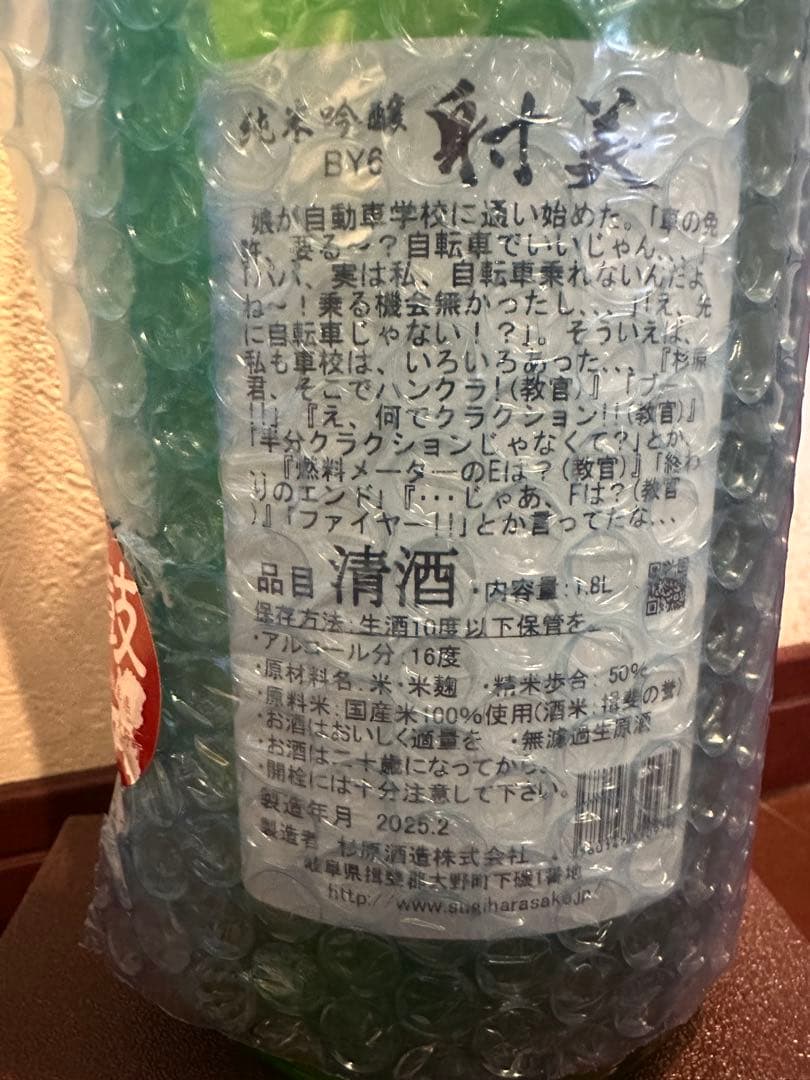 純米吟醸 射美
BY6
娘が自動車学校に通い始めた。「車の免
許、要る〜？自転車でいいじゃん、、」
「パパ、実は私、自転車乗れないんだよ
ね〜！乗る機会無かったし、、、」「え、先
に自転車じゃない！？」。そういえば、
私も車校は、いろいろあった、、、『杉原
君、そこでハンクラ！(教官)』「プー
!!」『え、何でクラクション!!(教官)』
「半分クラクションじゃなくて？」とか、
、『燃料メーターのEは？(教官)』「終わ
りのエンド」『・・・じゃあ、Fは？(教官
)』「ファイヤー!!」とか言ってたな...
品目 清酒 ・内容量：1.8L
保存方法：生酒10度以下保管を
・アルコール分 16度
・原材料名：米・米麹 ・精米歩合：50%
・原料米：国産米100%使用(酒米：揖斐の誉)
・お酒はおいしく適量を ・無濾過生原酒
・お酒は二十歳になってから。
・開栓には十分注意して下さい。
製造年月 2025.2
製造者 杉原酒造株式会社
岐阜県揖斐郡大野町下磯1番地
http://www.sugiharasake.jp/
鼓